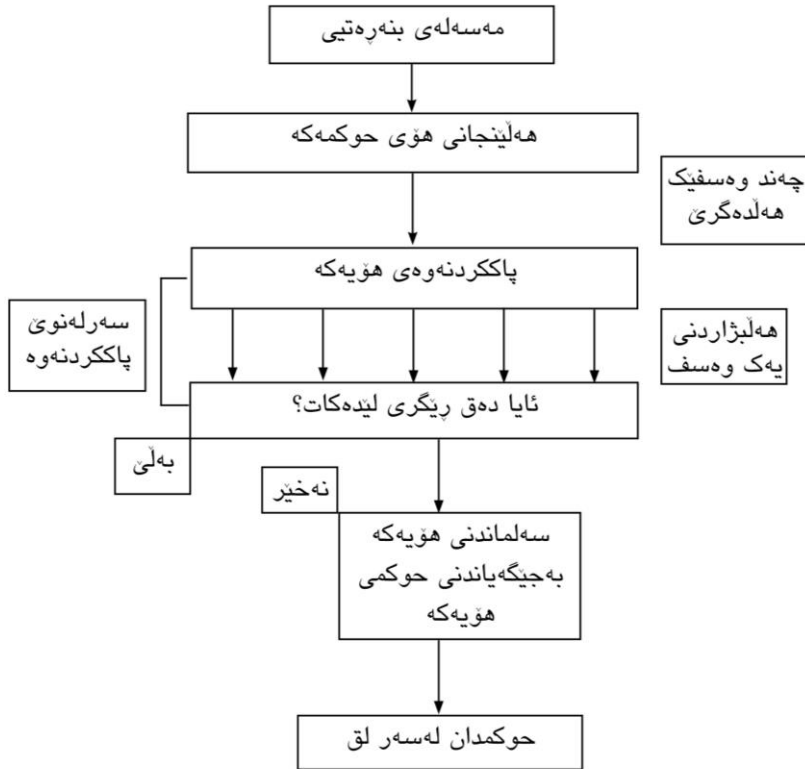 مەسەلەی بنەڕەتیی
هەڵێنجانی هۆی حوکمەکە
چەند وەسفێک
هەڵدەگرێ
پاککردنەوەی هۆیەکە
سەرلەنوێ
پاککردنەوە
هەڵبژاردنی
یەک وەسف
ئایا دەق ڕێگری لێدەکات؟
بەڵێ
نەخێر
سەلماندنی هۆیەکە
بەجێگەیاندنی حوکمی
هۆیەکە
حوکمدان لەسەر لق